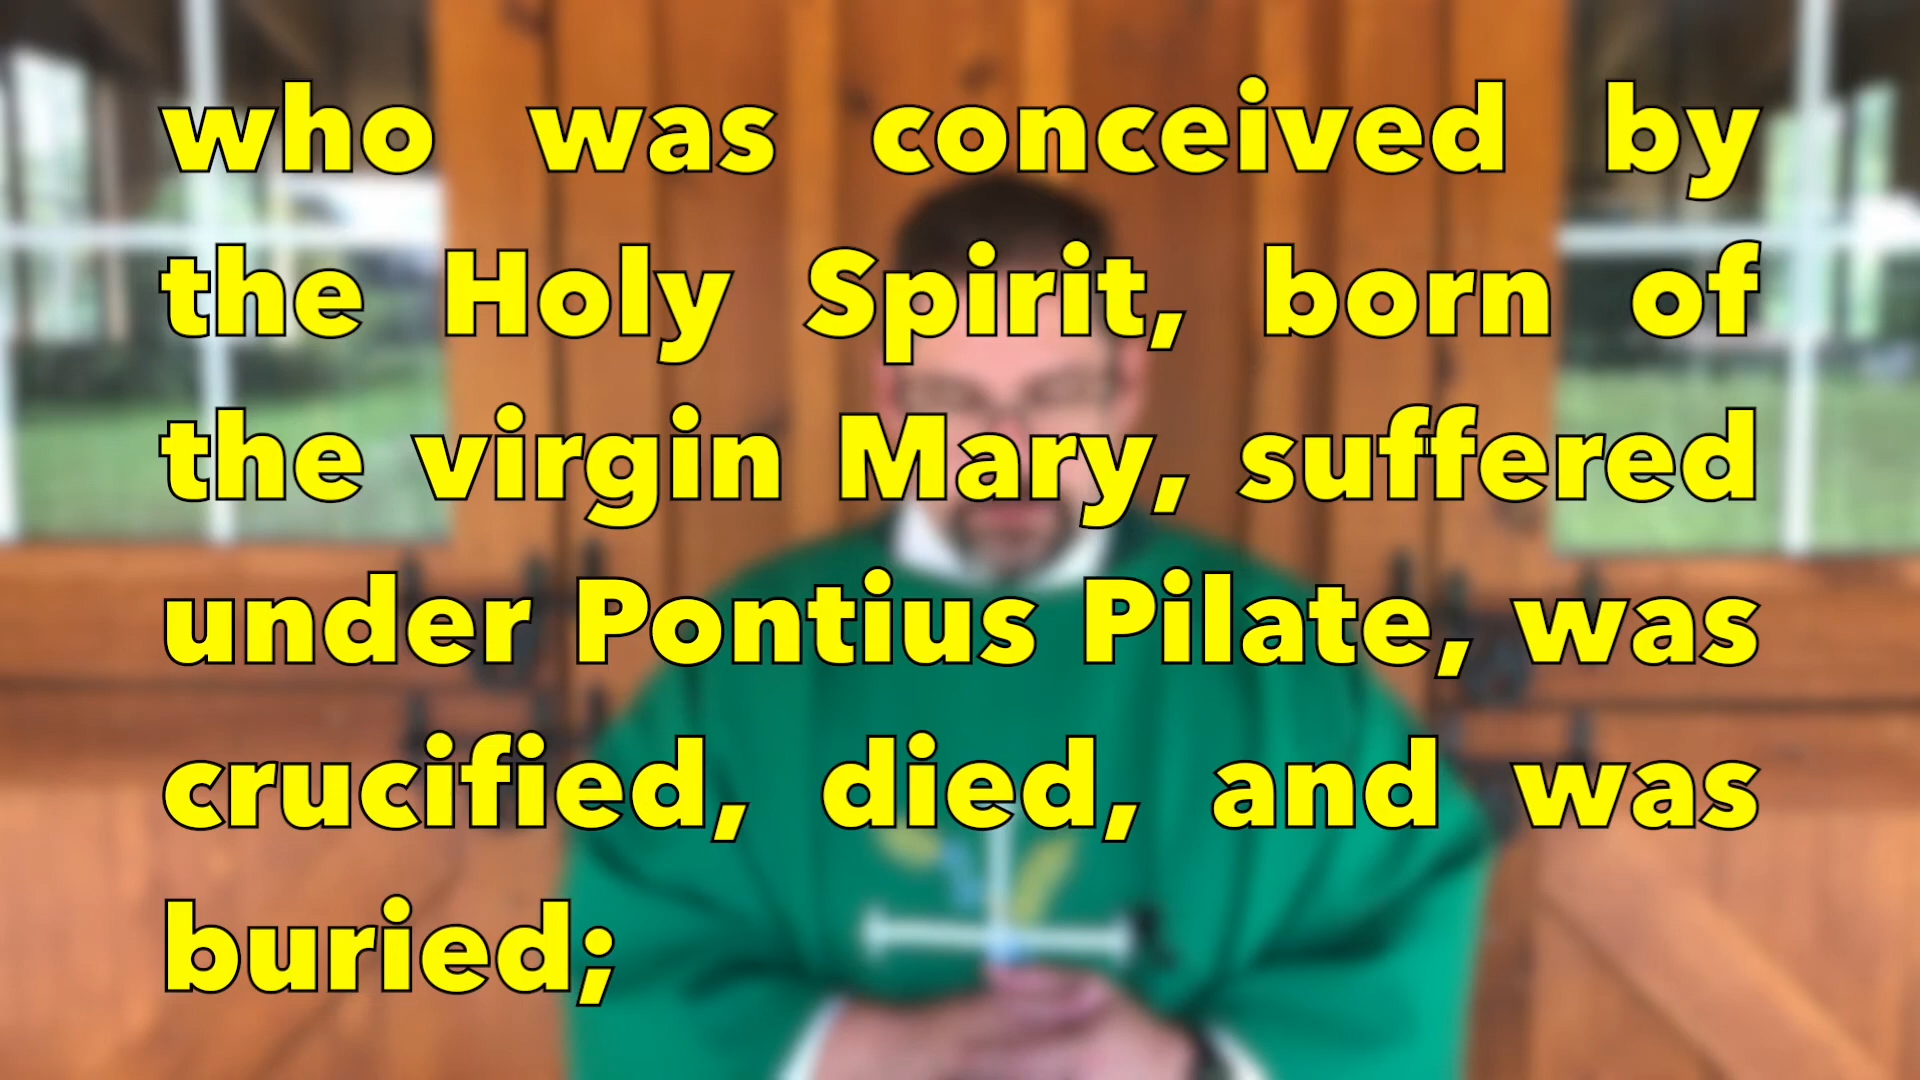 who was conceived by
the Holy Spirit, born of
the virgin Mary, suffered
under Pontius Pilate, was
crucified, died, and was
buried;